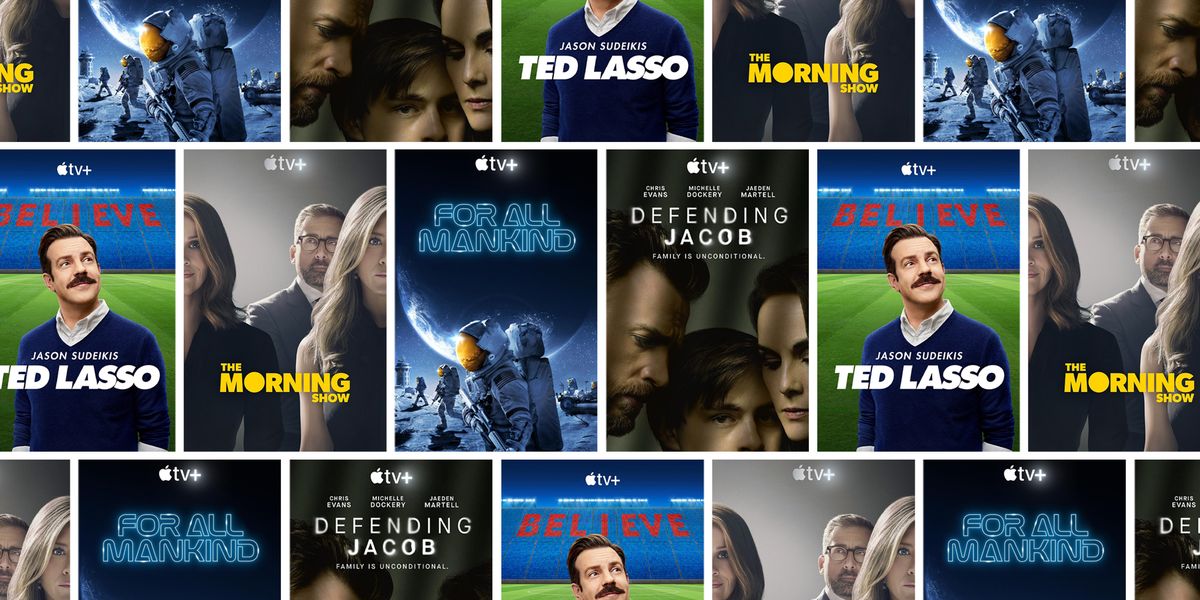 NG
SHOW
JASON SUDEIKIS
TED LASSO
THE
MORNING
SHOW
tv+
BELIEVE
JASON SUDEIKIS
TED LASSO
tv+
THE
MORNING
SHOW
tv+
FOR ALL
MANKIND
tv+
CHRIS EVANS MICHELLE DOCKERY JAEDEN MARTELL
DEFENDING
JACOB
FAMILY IS UNCONDITIONAL.
tv+
BELIEVE
JASON SUDEIKIS
TED LASSO
tv+
THE
MORNING
SHOW
tv+
FOR ALL
MANKIND
tv+
CHRIS EVANS MICHELLE DOCKERY JAEDEN MARTELL
DEFENDING
JACOB
FAMILY IS UNCONDITIONAL.
tv+
BELIEVE
tv+
tv+
FOR ALL
MANKIND